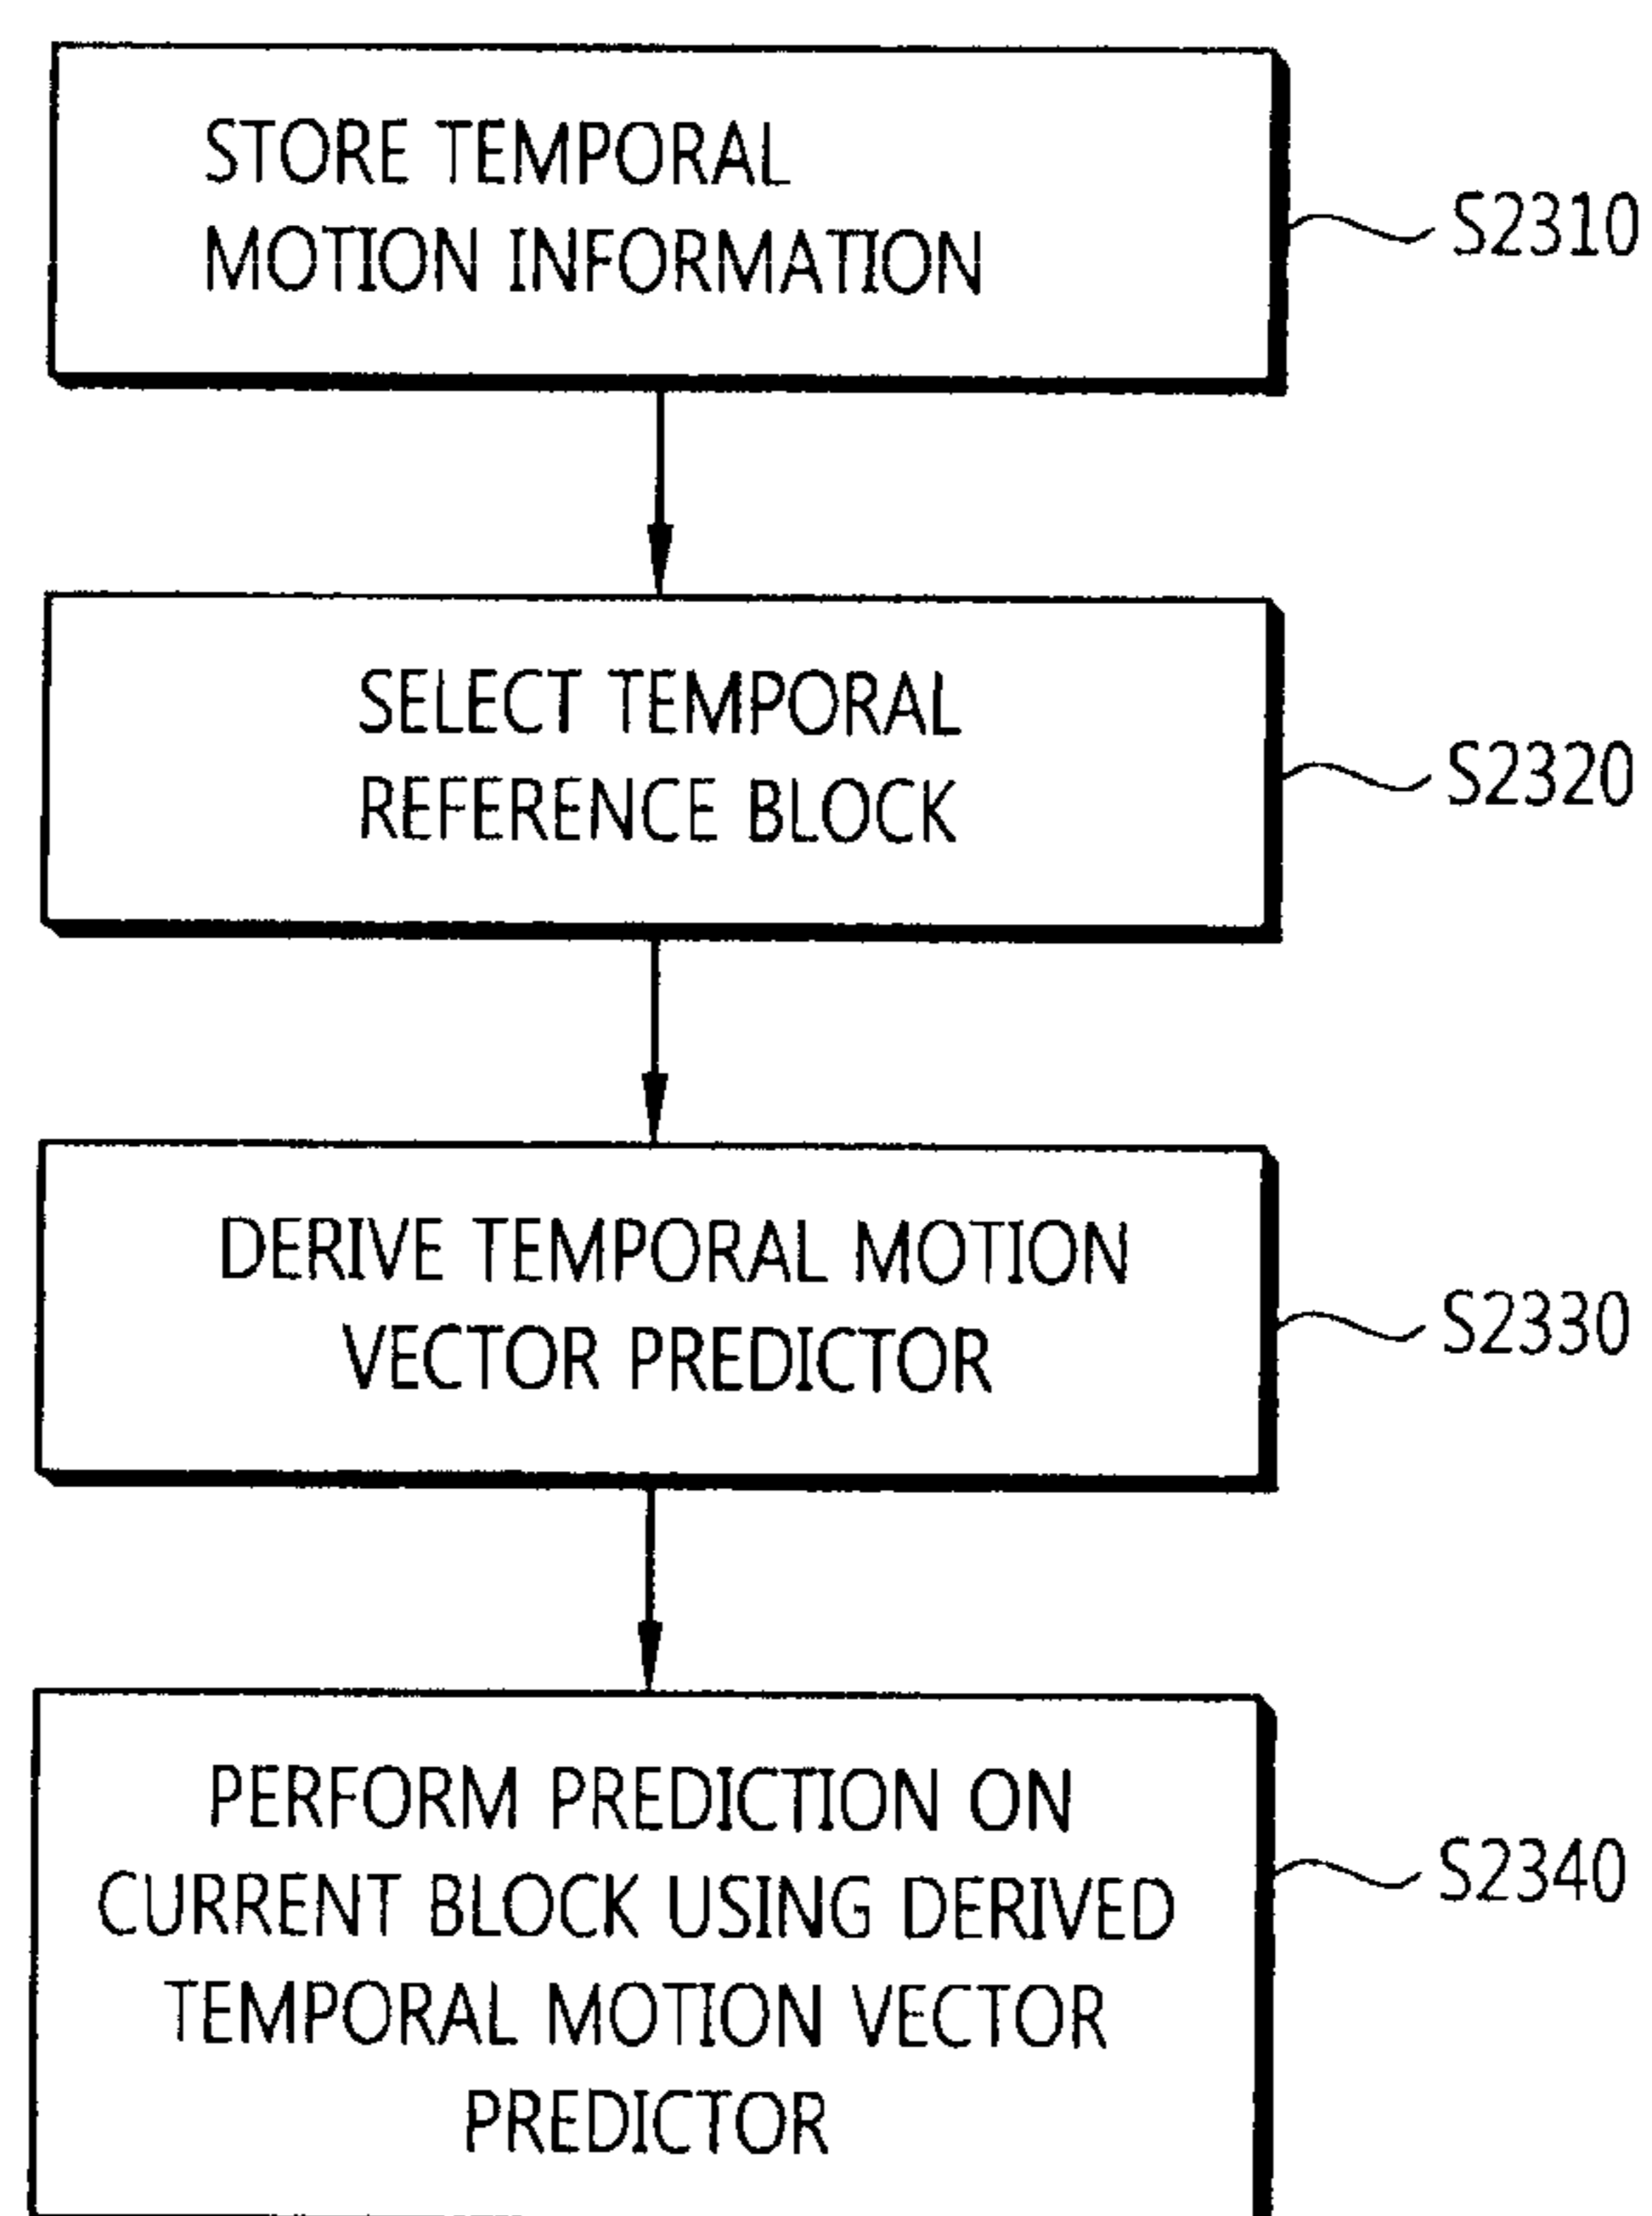 STORE TEMPORAL
MOTION INFORMATION
S2310
SELECT TEMPORAL
REFERENCE BLOCK
S2320
DERIVE TEMPORAL MOTION
VECTOR PREDICTOR
S2330
PERFORM PREDICTION ON
CURRENT BLOCK USING DERIVED
TEMPORAL MOTION VECTOR
PREDICTOR
S2340